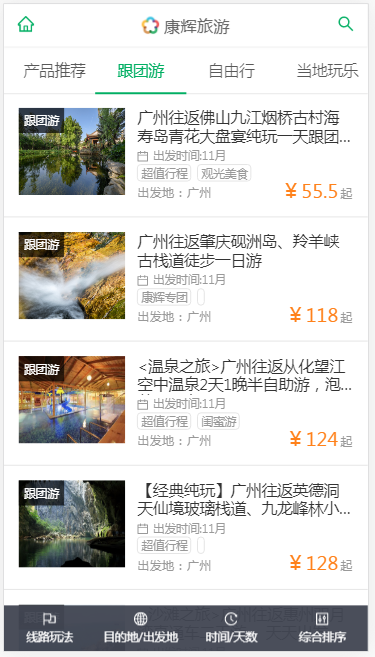 康辉旅游
产品推荐 跟团游 自由行 当地玩乐
跟团游
广州往返佛山九江烟桥古村海
寿岛青花大盘宴纯玩一天跟团...
出发时间:11月
超值行程 观光美食
出发地：广州
¥ 55.5起
跟团游
广州往返肇庆砚洲岛、羚羊峡
古栈道徒步一日游
出发时间:11月
康辉专团
出发地：广州
¥ 118起
跟团游
<温泉之旅>广州往返从化望江
空中温泉2天1晚半自助游，泡...
出发时间:11月
超值行程 闺蜜游
出发地：广州
¥ 124起
跟团游
【经典纯玩】广州往返英德洞
天仙境玻璃栈道、九龙峰林小...
出发时间:11月
超值行程
出发地：广州
¥ 128起
线路玩法 目的地/出发地 时间/天数 综合排序